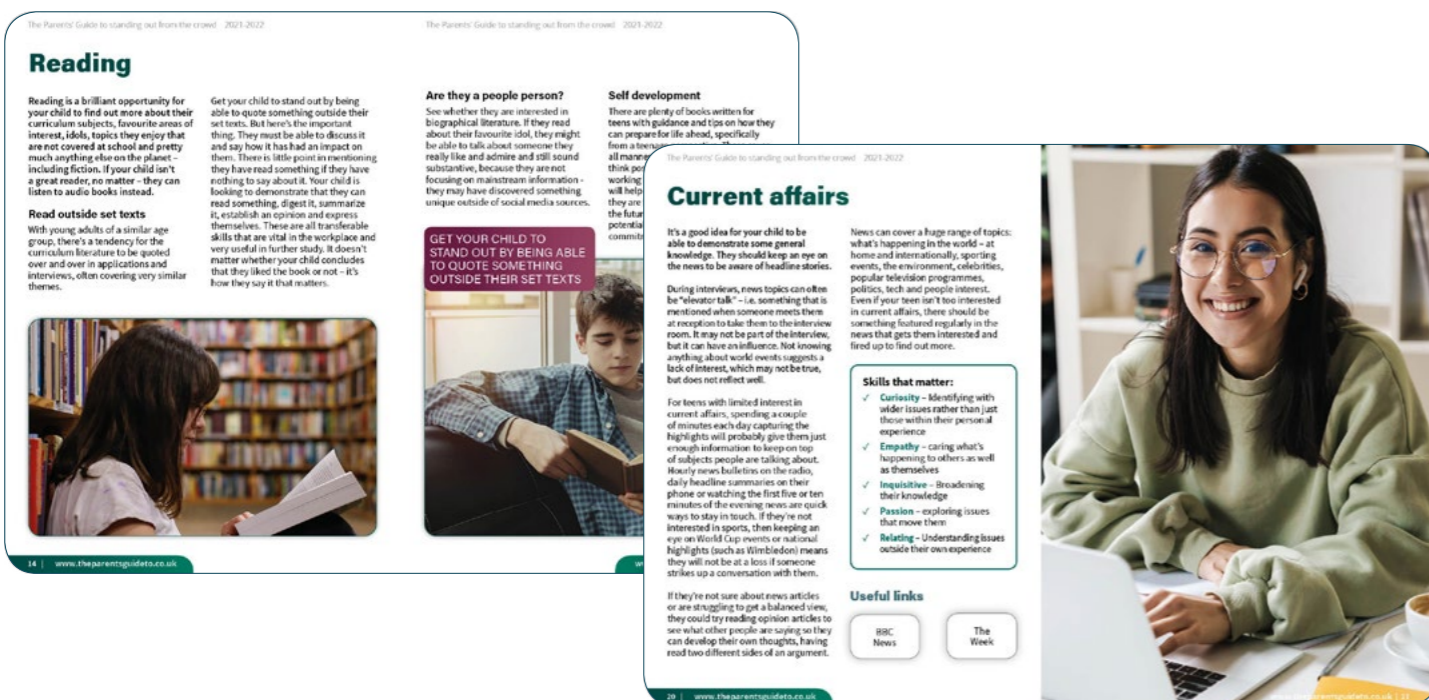 The Parents' Guide to standing out from the crowd 2021-2022
Reading
Reading is a brilliant opportunity for
your child to find out more about their
curriculum subjects, favourite areas of
interest, idols, topics they enjoy that
are not covered at school and pretty
much anything else on the planet –
including fiction. If your child isn't
a great reader, no matter – they can
listen to audio books instead.
Read outside set texts
With young adults of a similar age
group, there's a tendency for the
curriculum literature to be quoted
over and over in applications and
interviews, often covering very similar
themes.
Get your child to stand out by being
able to quote something outside their
set texts. But here's the important
thing. They must be able to discuss it
and say how it has had an impact on
them. There is little point in mentioning
they have read something if they have
nothing to say about it. Your child is
looking to demonstrate that they can
read something, digest it, summarize
it, establish an opinion and express
themselves. These are all transferable
skills that are vital in the workplace and
very useful in further study. It doesn't
matter whether your child concludes
that they liked the book or not – it's
how they say it that matters.
14 | www.theparentsguideto.co.uk
The Parents' Guide to standing out from the crowd 2021-2022
Are they a people person?
See whether they are interested in
biographical literature. If they read
about their favourite idol, they might
be able to talk about someone they
really like and admire and still sound
substantive, because they are not
focusing on mainstream information -
they may have discovered something
unique outside of social media sources.
GET YOUR CHILD TO
STAND OUT BY BEING ABLE
TO QUOTE SOMETHING
OUTSIDE THEIR SET TEXTS
Self development
There are plenty of books written for
teens with guidance and tips on how they
can prepare for life ahead, specifically
from a
all manne
think po
working
will help
they are
the futur
potentia
commit
The Parents' Guide to standing out from the crowd 2021-2022
Current affairs
It's a good idea for your child to be
able to demonstrate some general
knowledge. They should keep an eye on
the news to be aware of headline stories.
During interviews, news topics can often
be "elevator talk" – i.e. something that is
mentioned when someone meets them
at reception to take them to the interview
room. It may not be part of the interview,
but it can have an influence. Not knowing
anything about world events suggests a
lack of interest, which may not be true,
but does not reflect well.
For teens with limited interest in
current affairs, spending a couple
of minutes each day capturing the
highlights will probably give them just
enough information to keep on top
of subjects people are talking about.
Hourly news bulletins on the radio,
daily headline summaries on their
phone or watching the first five or ten
minutes of the evening news are quick
ways to stay in touch. If they're not
interested in sports, then keeping an
eye on World Cup events or national
highlights (such as Wimbledon) means
they will not be at a loss if someone
strikes up a conversation with them.
If they're not sure about news articles
or are struggling to get a balanced view,
they could try reading opinion articles to
see what other people are saying so they
can develop their own thoughts, having
read two different sides of an argument.
News can cover a huge range of topics:
what's happening in the world – at
home and internationally, sporting
events, the environment, celebrities,
popular television programmes,
politics, tech and people interest.
Even if your teen isn't too interested
in current affairs, there should be
something featured regularly in the
news that gets them interested and
fired up to find out more.
Skills that matter:
✓ Curiosity – Identifying with
wider issues rather than just
those within their personal
experience
✓ Empathy – caring what's
happening to others as well
as themselves
✓ Inquisitive – Broadening
their knowledge
✓ Passion – exploring issues
that move them
✓ Relating – Understanding issues
outside their own experience
Useful links
BBC
News
The
Week
20 | www.theparentsguideto.co.uk